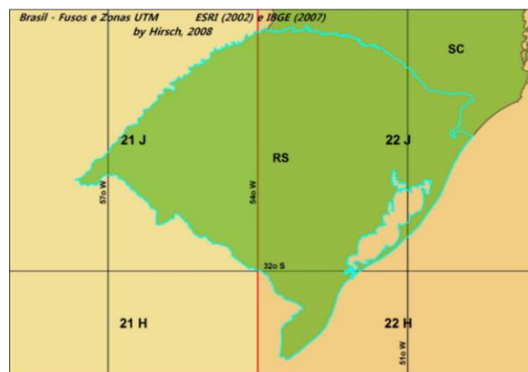 Brasil - Fusos e Zonas UTM ESRI (2002) e IBGE (2007)
by Hirsch, 2008
SC
21 J
22 J
RS
57o W
54o W
32o S
21 H
22 H
51o W